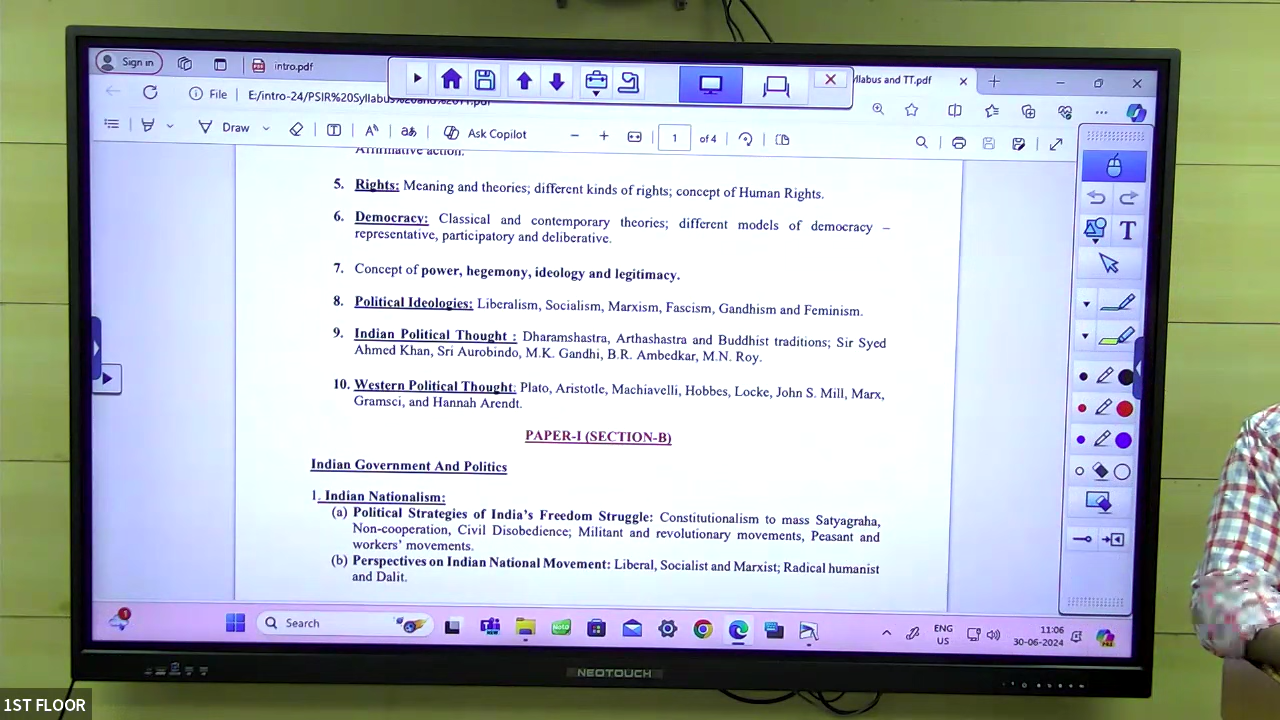 Sign in
intro.pdf
llabus and TT.pdf
File
E:/intro-24/PSIR%20Syllabus%20and%20TT.pdf
Draw
Ask Copilot
1
of 4
Affirmative action.
5. Rights: Meaning and theories; different kinds of rights; concept of Human Rights.
6. Democracy: Classical and contemporary theories; different models of democracy –
representative, participatory and deliberative.
7. Concept of power, hegemony, ideology and legitimacy.
8. Political Ideologies: Liberalism, Socialism, Marxism, Fascism, Gandhism and Feminism.
9. Indian Political Thought : Dharamshastra, Arthashastra and Buddhist traditions; Sir Syed
Ahmed Khan, Sri Aurobindo, M.K. Gandhi, B.R. Ambedkar, M.N. Roy.
10. Western Political Thought: Plato, Aristotle, Machiavelli, Hobbes, Locke, John S. Mill, Marx,
Gramsci, and Hannah Arendt.
PAPER-I (SECTION-B)
Indian Government And Politics
1. Indian Nationalism:
(a) Political Strategies of India's Freedom Struggle: Constitutionalism to mass Satyagraha,
Non-cooperation, Civil Disobedience; Militant and revolutionary movements, Peasant and
workers' movements.
(b) Perspectives on Indian National Movement: Liberal, Socialist and Marxist; Radical humanist
and Dalit.
T
1
Search
ENG
US
11:06
30-06-2024
NEOTOUCH
1ST FLOOR